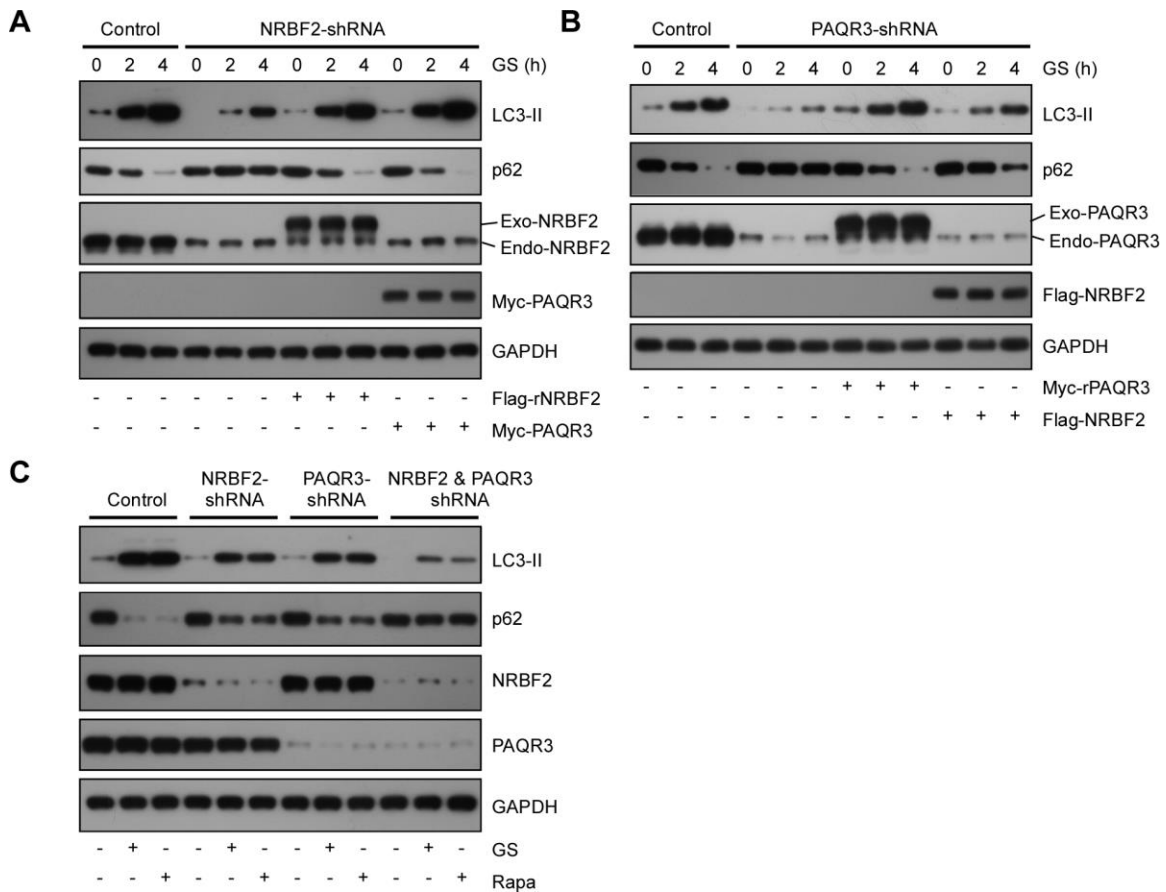 A
Control NRBF2-shRNA
0 2 4 0 2 4 0 2 4 0 2 4 GS (h)
LC3-II
p62
Exo-NRBF2
Endo-NRBF2
Myc-PAQR3
GAPDH
- - - - - - + + + - - - Flag-rNRBF2
- - - - - - - - - + + + Myc-PAQR3
B
Control PAQR3-shRNA
0 2 4 0 2 4 0 2 4 0 2 4 GS (h)
LC3-II
p62
Exo-PAQR3
Endo-PAQR3
Flag-NRBF2
GAPDH
- - - - - - + + + - - - Myc-rPAQR3
- - - - - - - - - + + + Flag-NRBF2
C
Control NRBF2- PAQR3- NRBF2 & PAQR3
shRNA shRNA shRNA
LC3-II
p62
NRBF2
PAQR3
GAPDH
- + - - + - - + - - + - GS
- - + - - + - - + - - + Rapa